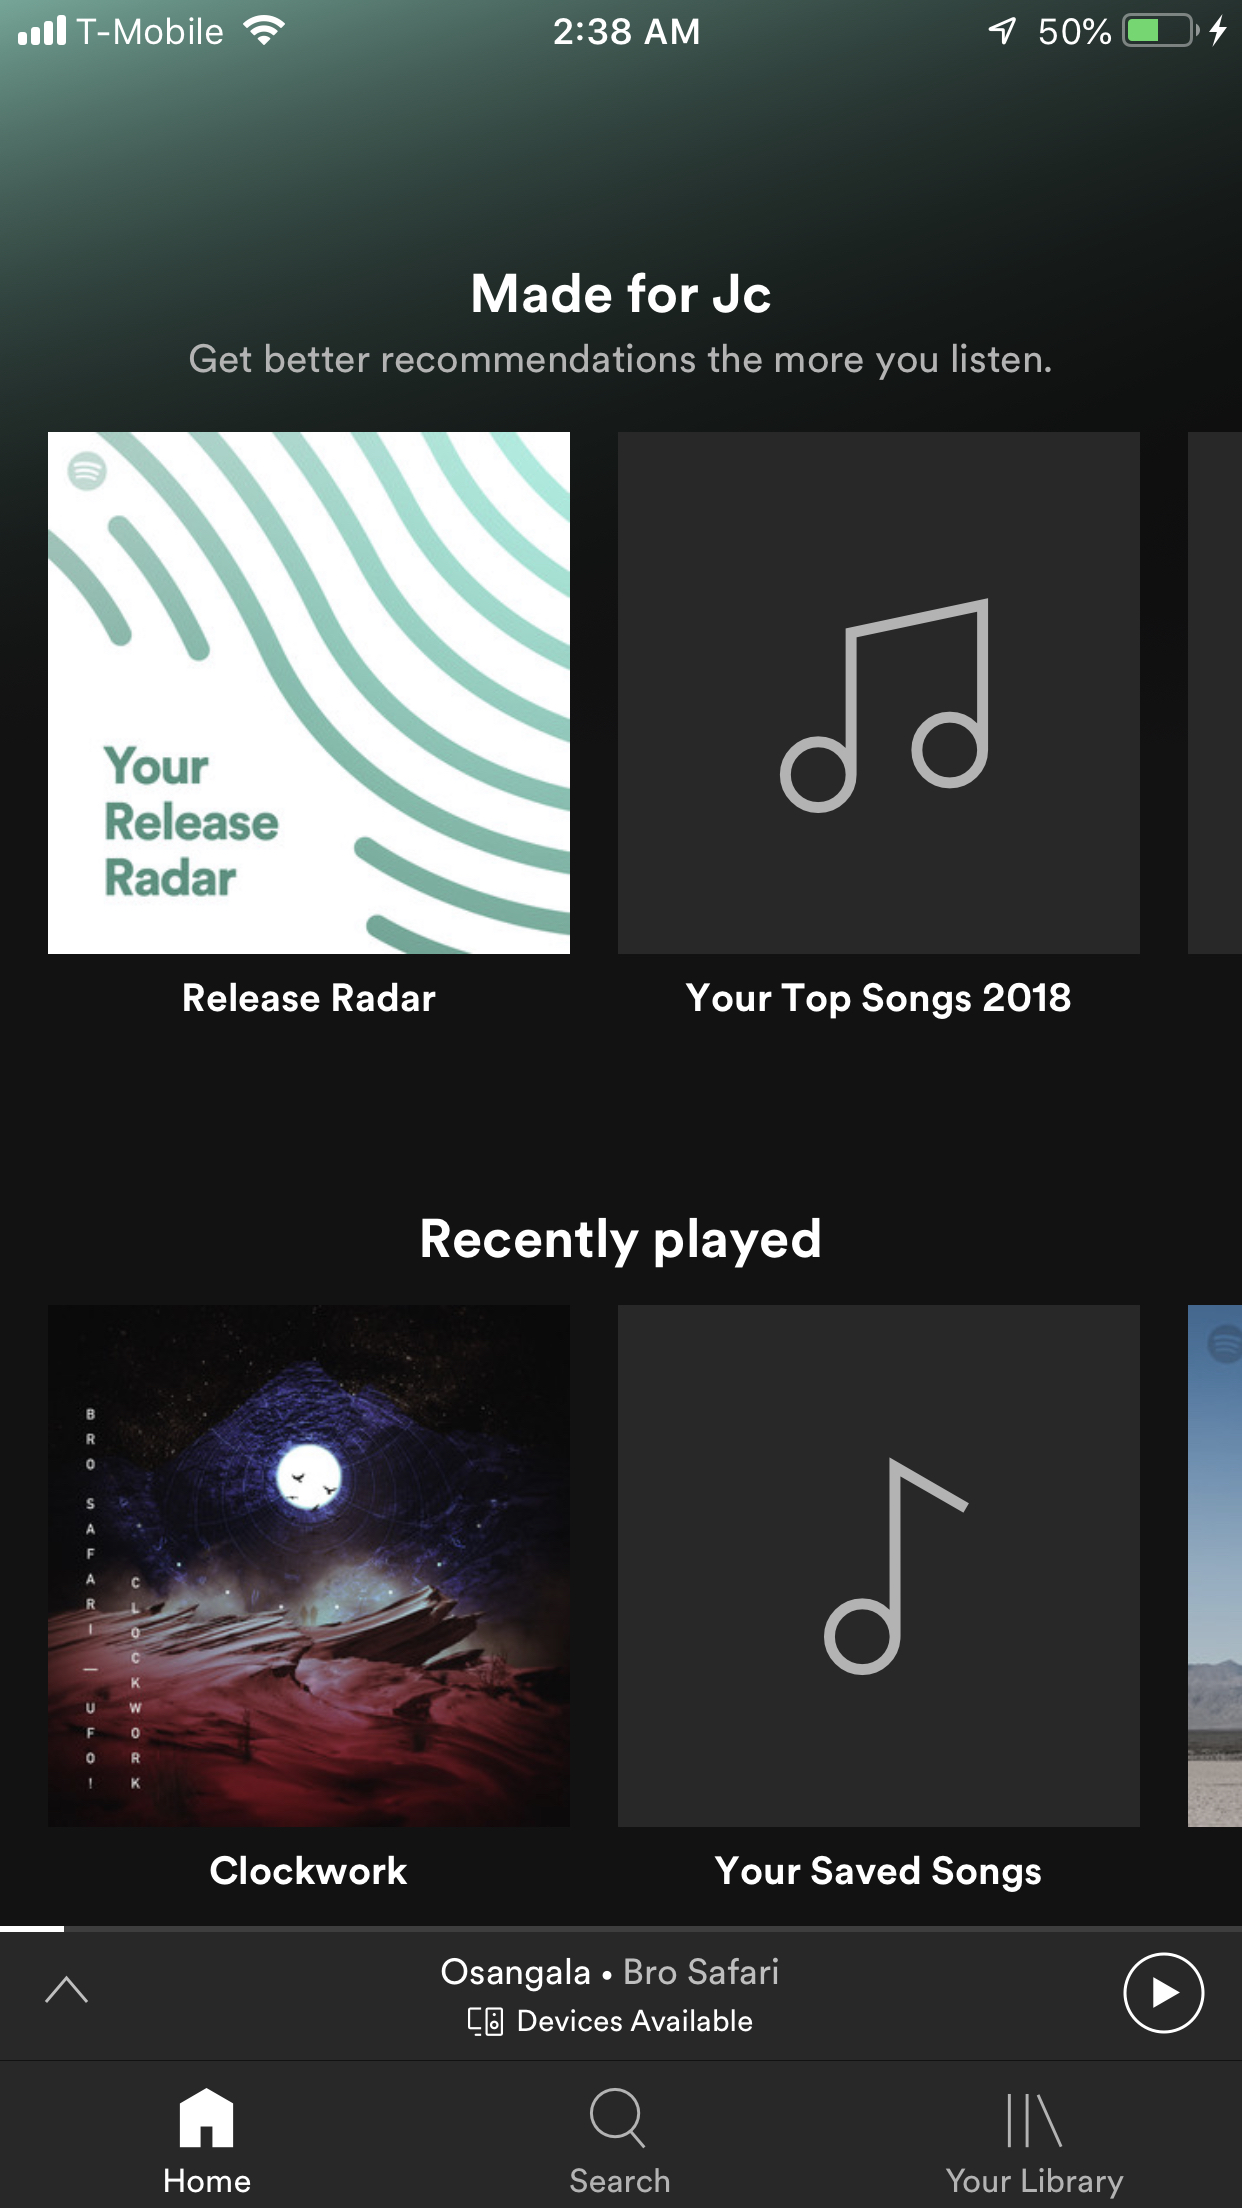 T-Mobile 2:38 AM 50%
Made for Jc
Get better recommendations the more you listen.
Your
Release
Radar
Release Radar
Your Top Songs 2018
Recently played
BRO SAFARI — UFO!
CLOCKWORK
Clockwork
Your Saved Songs
Osangala • Bro Safari
Devices Available
Home
Search
Your Library